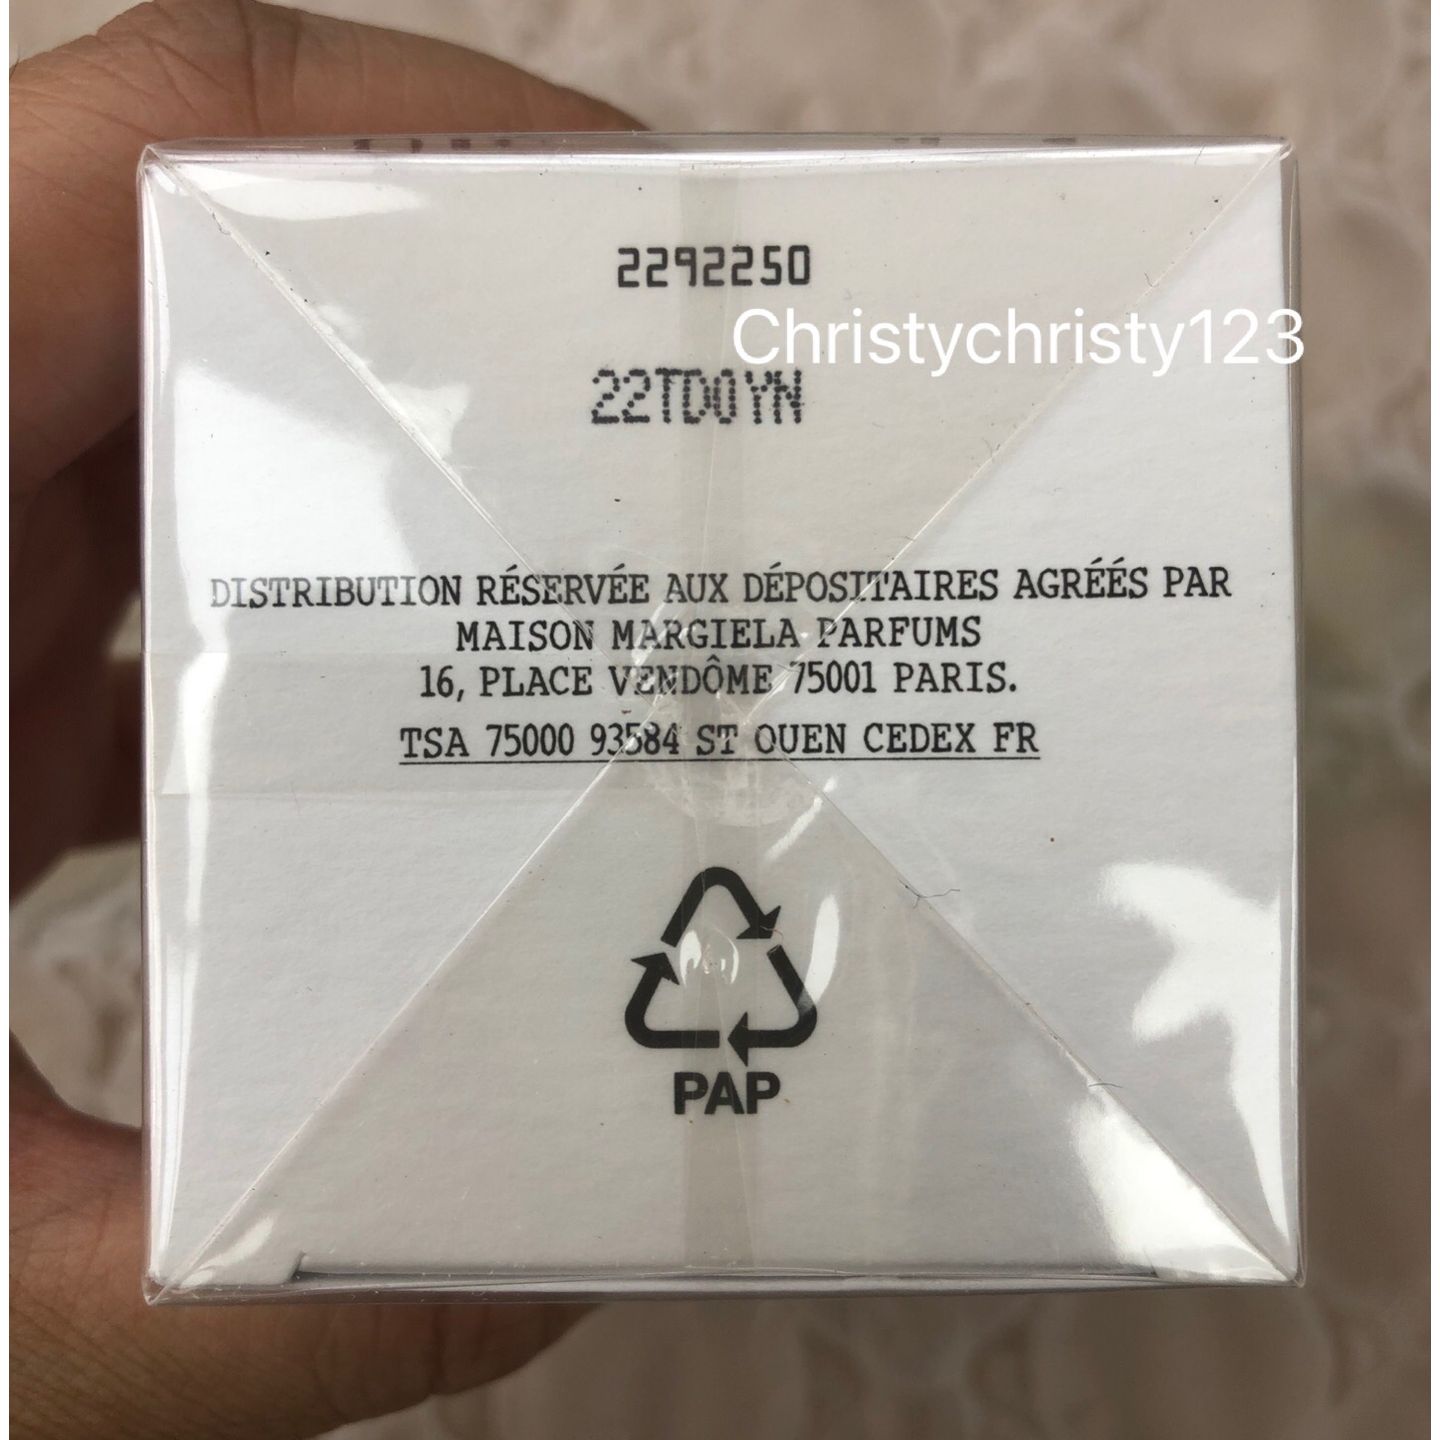 2292250
Christychristy123
22TD0YN
DISTRIBUTION RÉSERVÉE AUX DÉPOSITAIRES AGRÉÉS PAR
MAISON MARGIELA PARFUMS
16, PLACE VENDÔME 75001 PARIS.
TSA 75000 93584 ST OUEN CEDEX FR
PAP